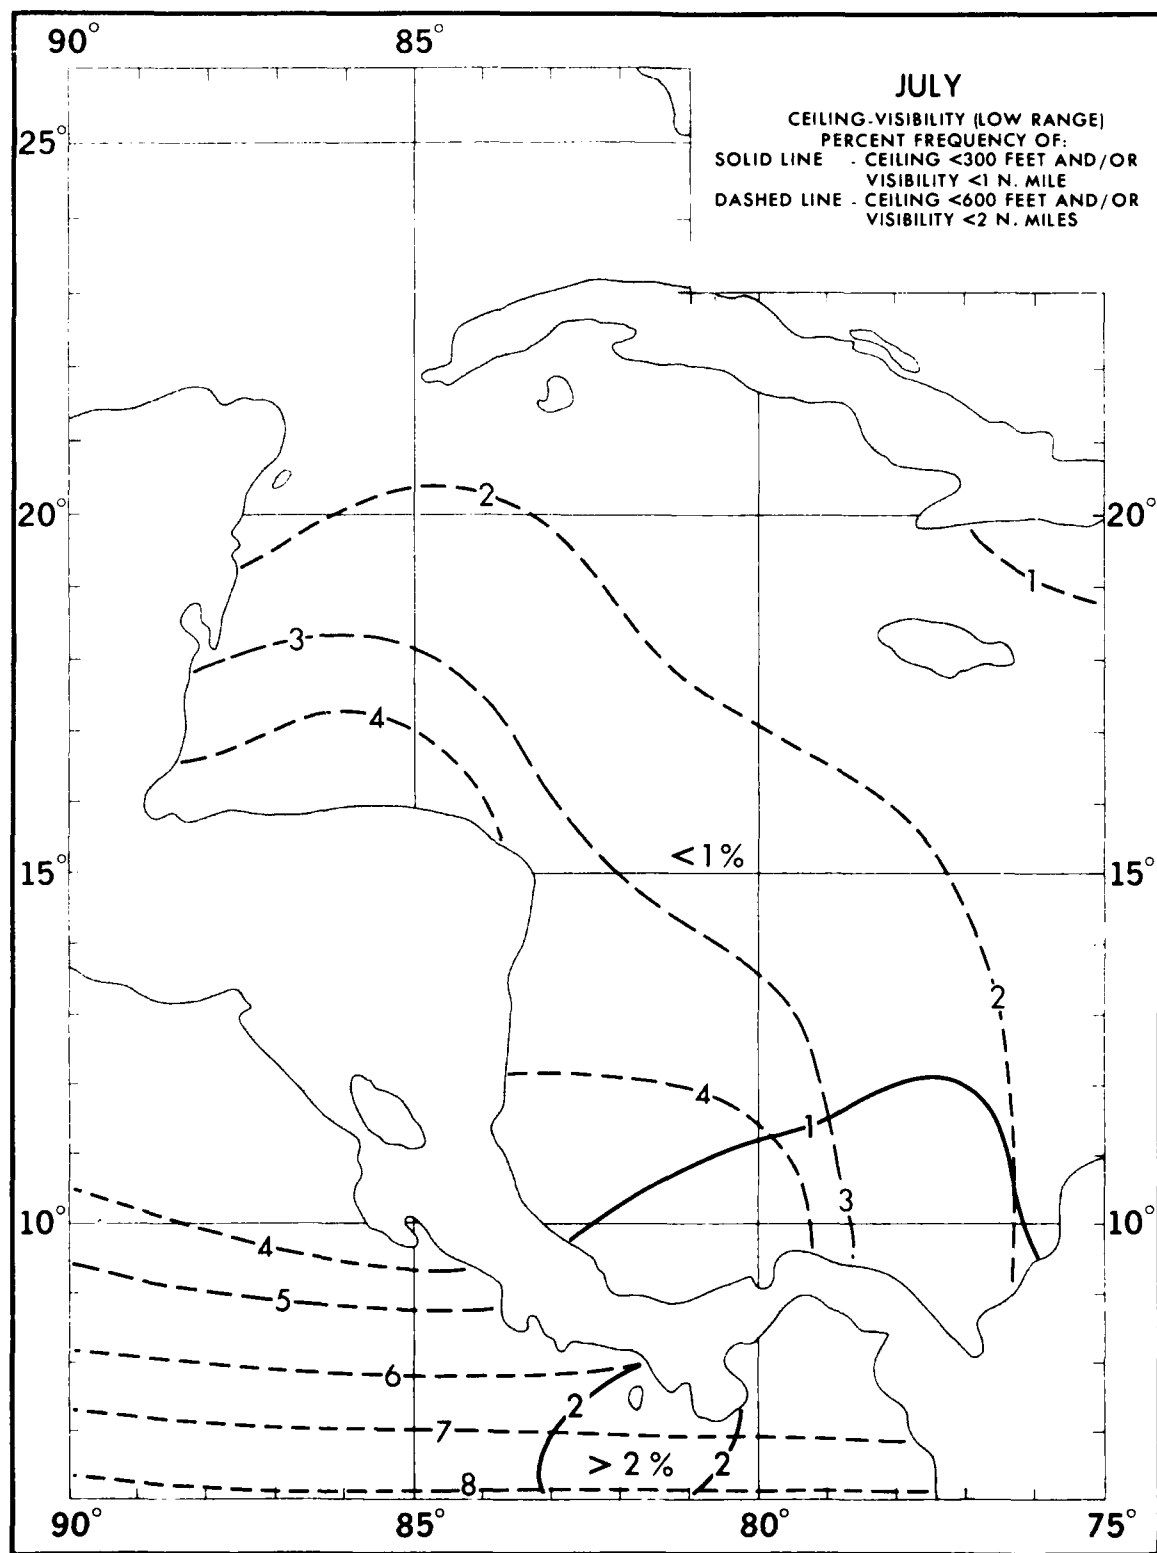 90° 85°
JULY
CEILING-VISIBILITY (LOW RANGE)
PERCENT FREQUENCY OF:
SOLID LINE - CEILING <300 FEET AND/OR
VISIBILITY <1 N. MILE
DASHED LINE - CEILING <600 FEET AND/OR
VISIBILITY <2 N. MILES
25°
2
20° 20°
1
3
4
<1%
15° 15°
2
4
1
3
10° 10°
4
5
6
2
7
>2% 2
8
90° 85° 80° 75°